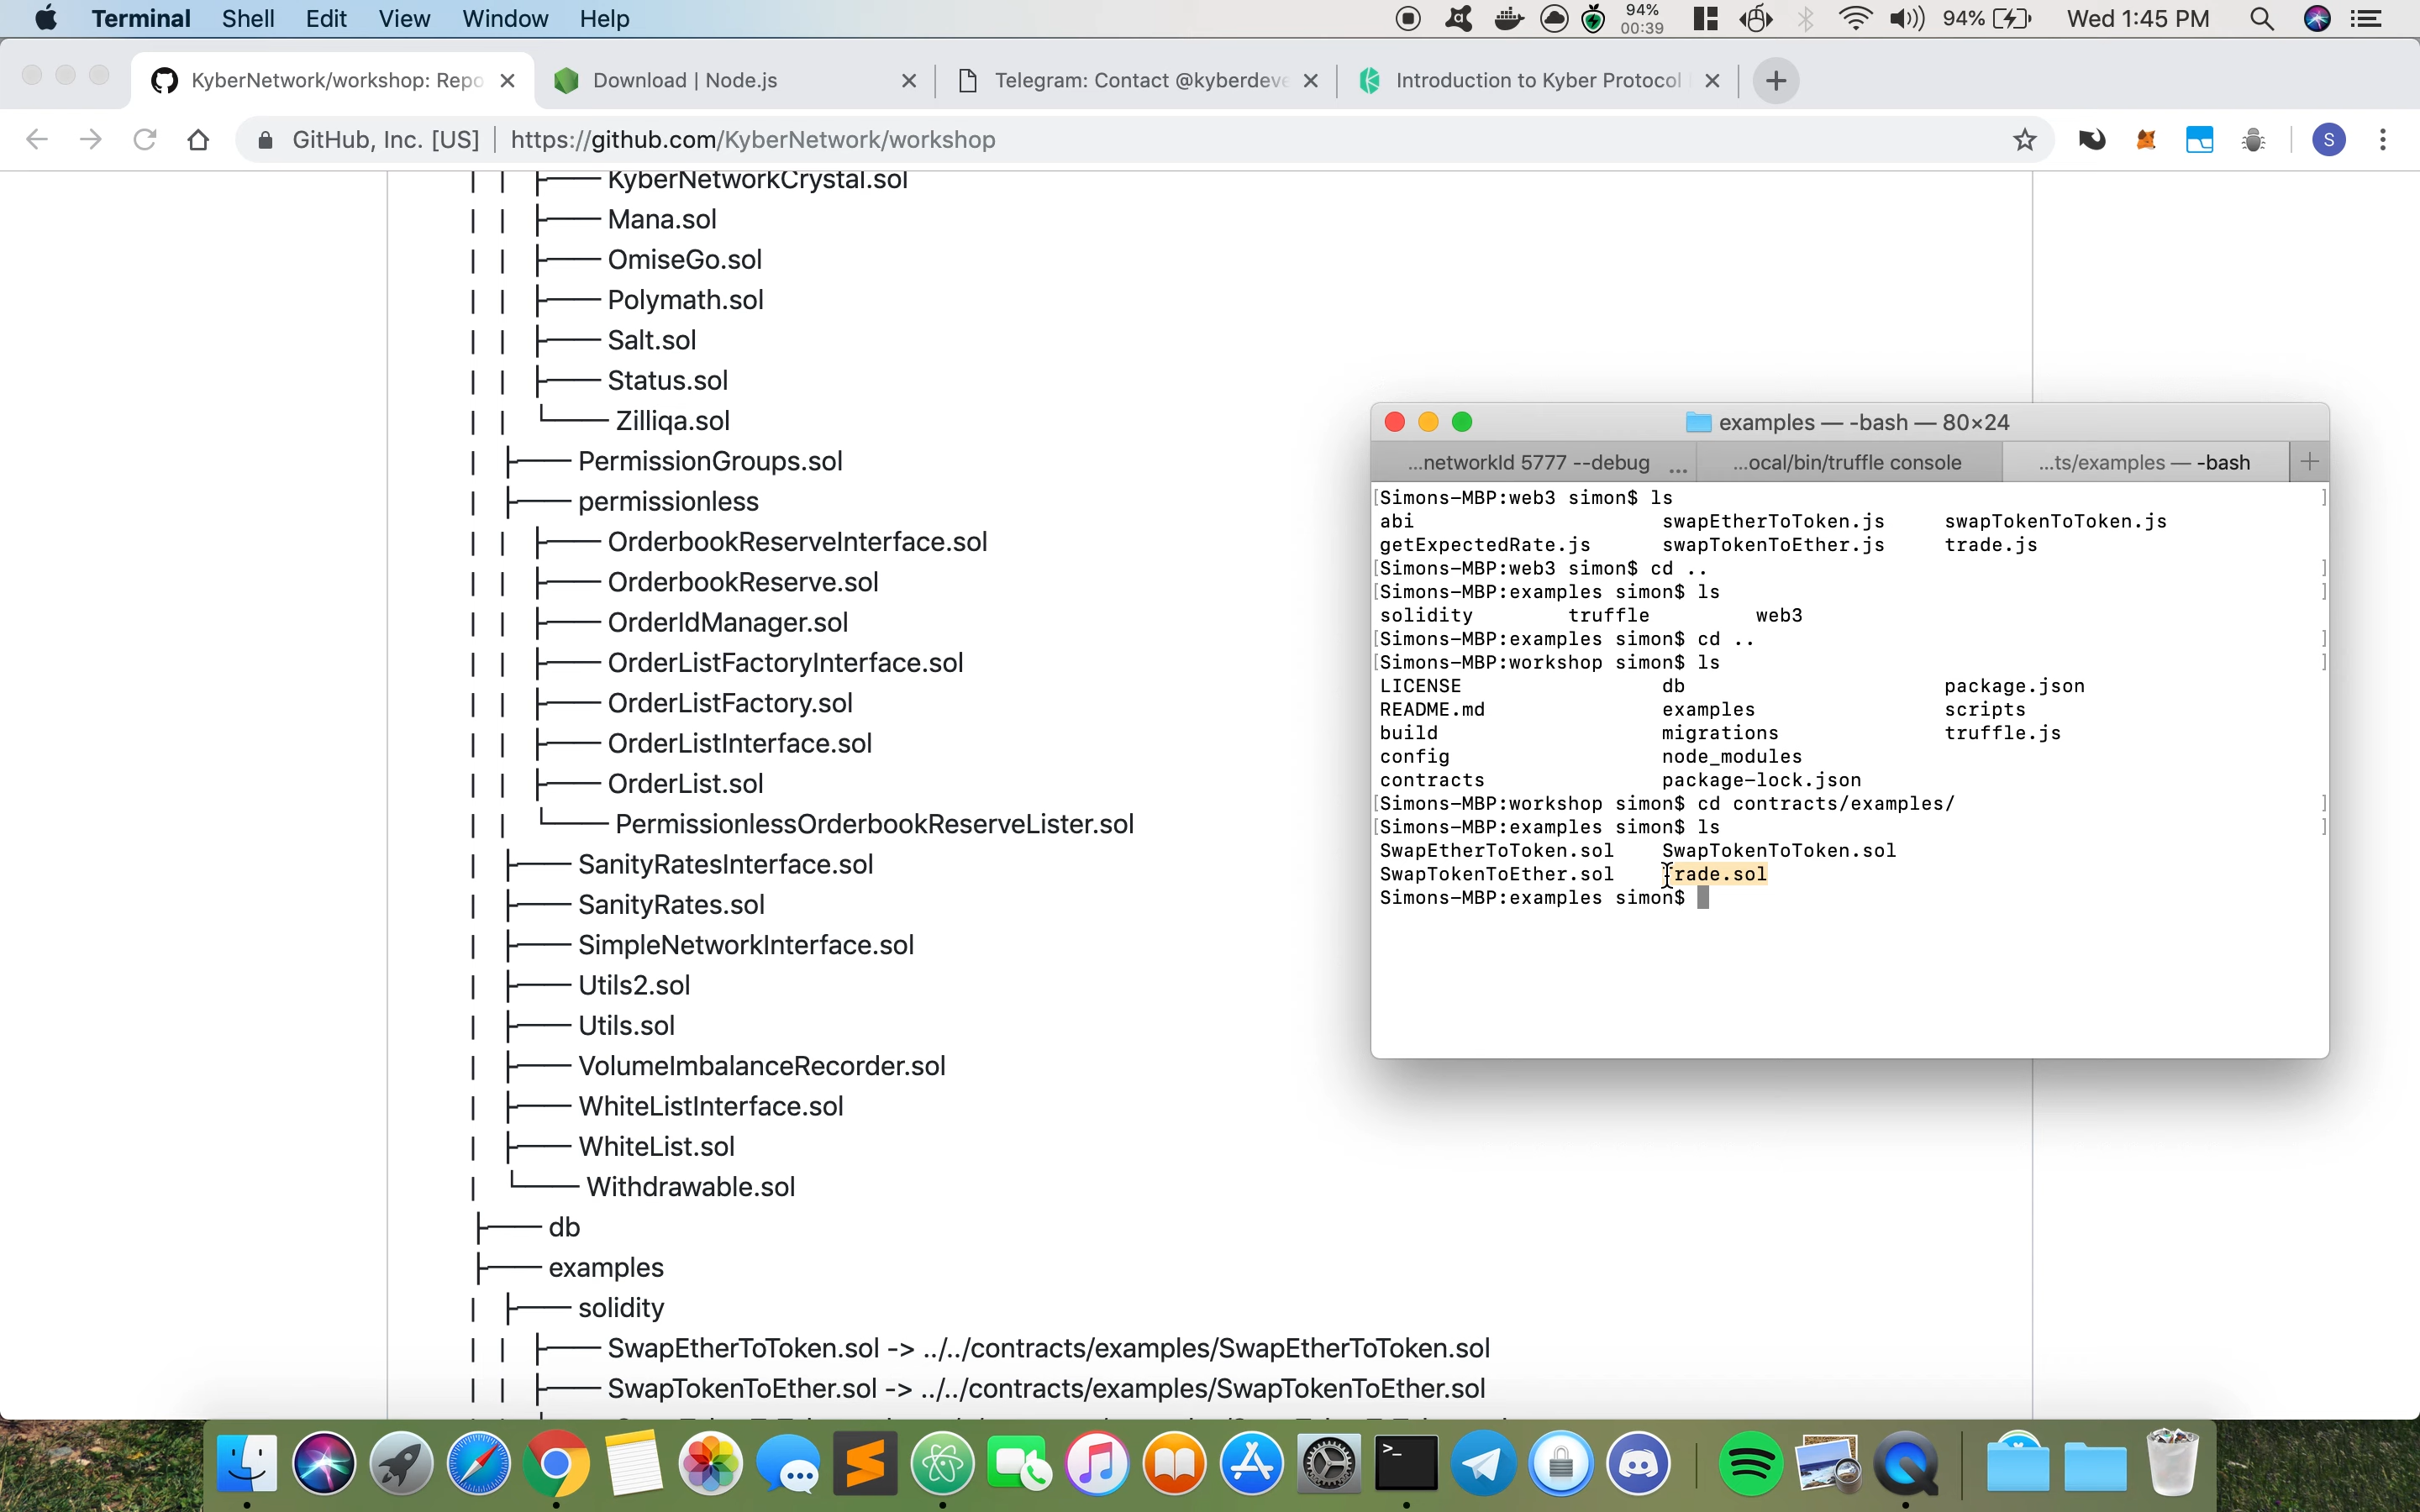 Terminal Shell Edit View Window Help 94% 00:39 94% Wed 1:45 PM
KyberNetwork/workshop: Repo Download | Node.js Telegram: Contact @kyberdeve Introduction to Kyber Protocol
GitHub, Inc. [US] https://github.com/KyberNetwork/workshop S
KyberNetworkCrystal.sol
Mana.sol
OmiseGo.sol
Polymath.sol
Salt.sol
Status.sol
Zilliqa.sol
PermissionGroups.sol
permissionless
OrderbookReserveInterface.sol
OrderbookReserve.sol
OrderIdManager.sol
OrderListFactoryInterface.sol
OrderListFactory.sol
OrderListInterface.sol
OrderList.sol
PermissionlessOrderbookReserveLister.sol
SanityRatesInterface.sol
SanityRates.sol
SimpleNetworkInterface.sol
Utils2.sol
Utils.sol
VolumeImbalanceRecorder.sol
WhiteListInterface.sol
WhiteList.sol
Withdrawable.sol
db
examples
solidity
SwapEtherToToken.sol -> ../../contracts/examples/SwapEtherToToken.sol
SwapTokenToEther.sol -> ../../contracts/examples/SwapTokenToEther.sol
examples — -bash — 80×24
...networkId 5777 --debug ... ...ocal/bin/truffle console ...ts/examples — -bash
[Simons-MBP:web3 simon$ ls ]
abi swapEtherToToken.js swapTokenToToken.js
getExpectedRate.js swapTokenToEther.js trade.js
[Simons-MBP:web3 simon$ cd .. ]
[Simons-MBP:examples simon$ ls ]
solidity truffle web3
[Simons-MBP:examples simon$ cd .. ]
[Simons-MBP:workshop simon$ ls ]
LICENSE db package.json
README.md examples scripts
build migrations truffle.js
config node_modules
contracts package-lock.json
[Simons-MBP:workshop simon$ cd contracts/examples/ ]
[Simons-MBP:examples simon$ ls ]
SwapEtherToToken.sol SwapTokenToToken.sol
SwapTokenToEther.sol Trade.sol
Simons-MBP:examples simon$